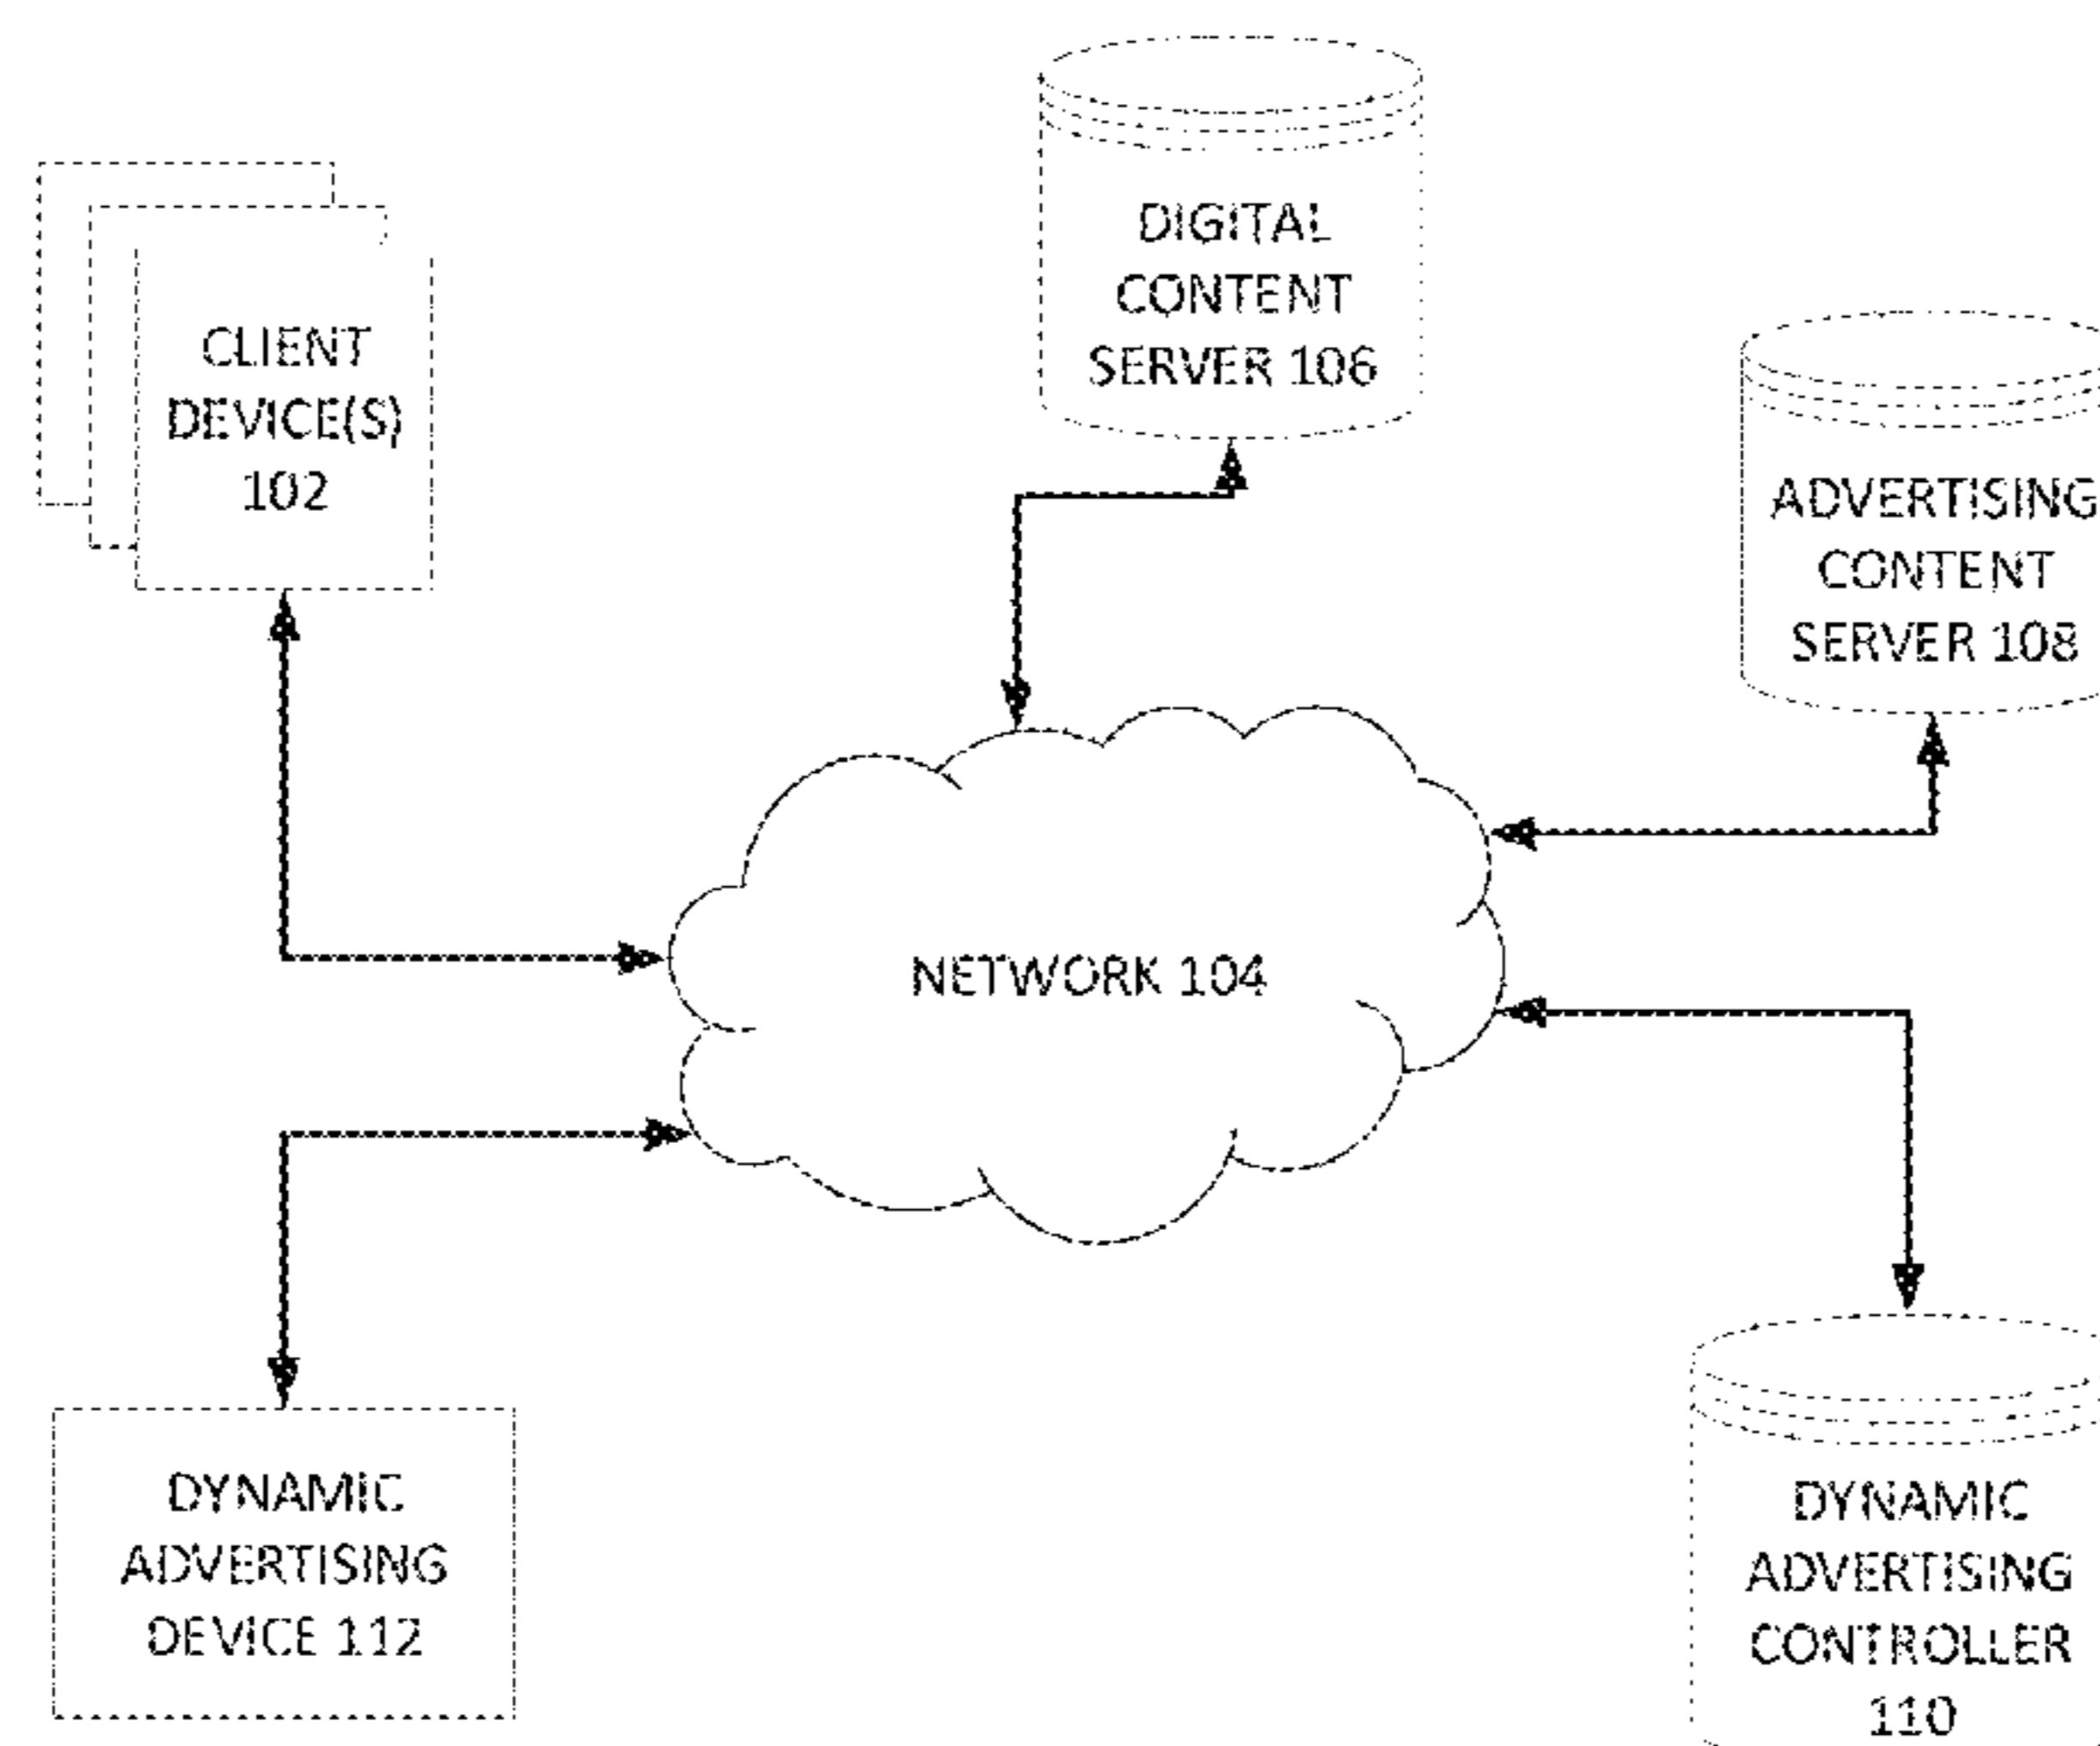 DIGITAL
CONTENT
SERVER 106
CLIENT
DEVICE(S)
102
ADVERTISING
CONTENT
SERVER 108
NETWORK 104
DYNAMIC
ADVERTISING
DEVICE 112
DYNAMIC
ADVERTISING
CONTROLLER
110